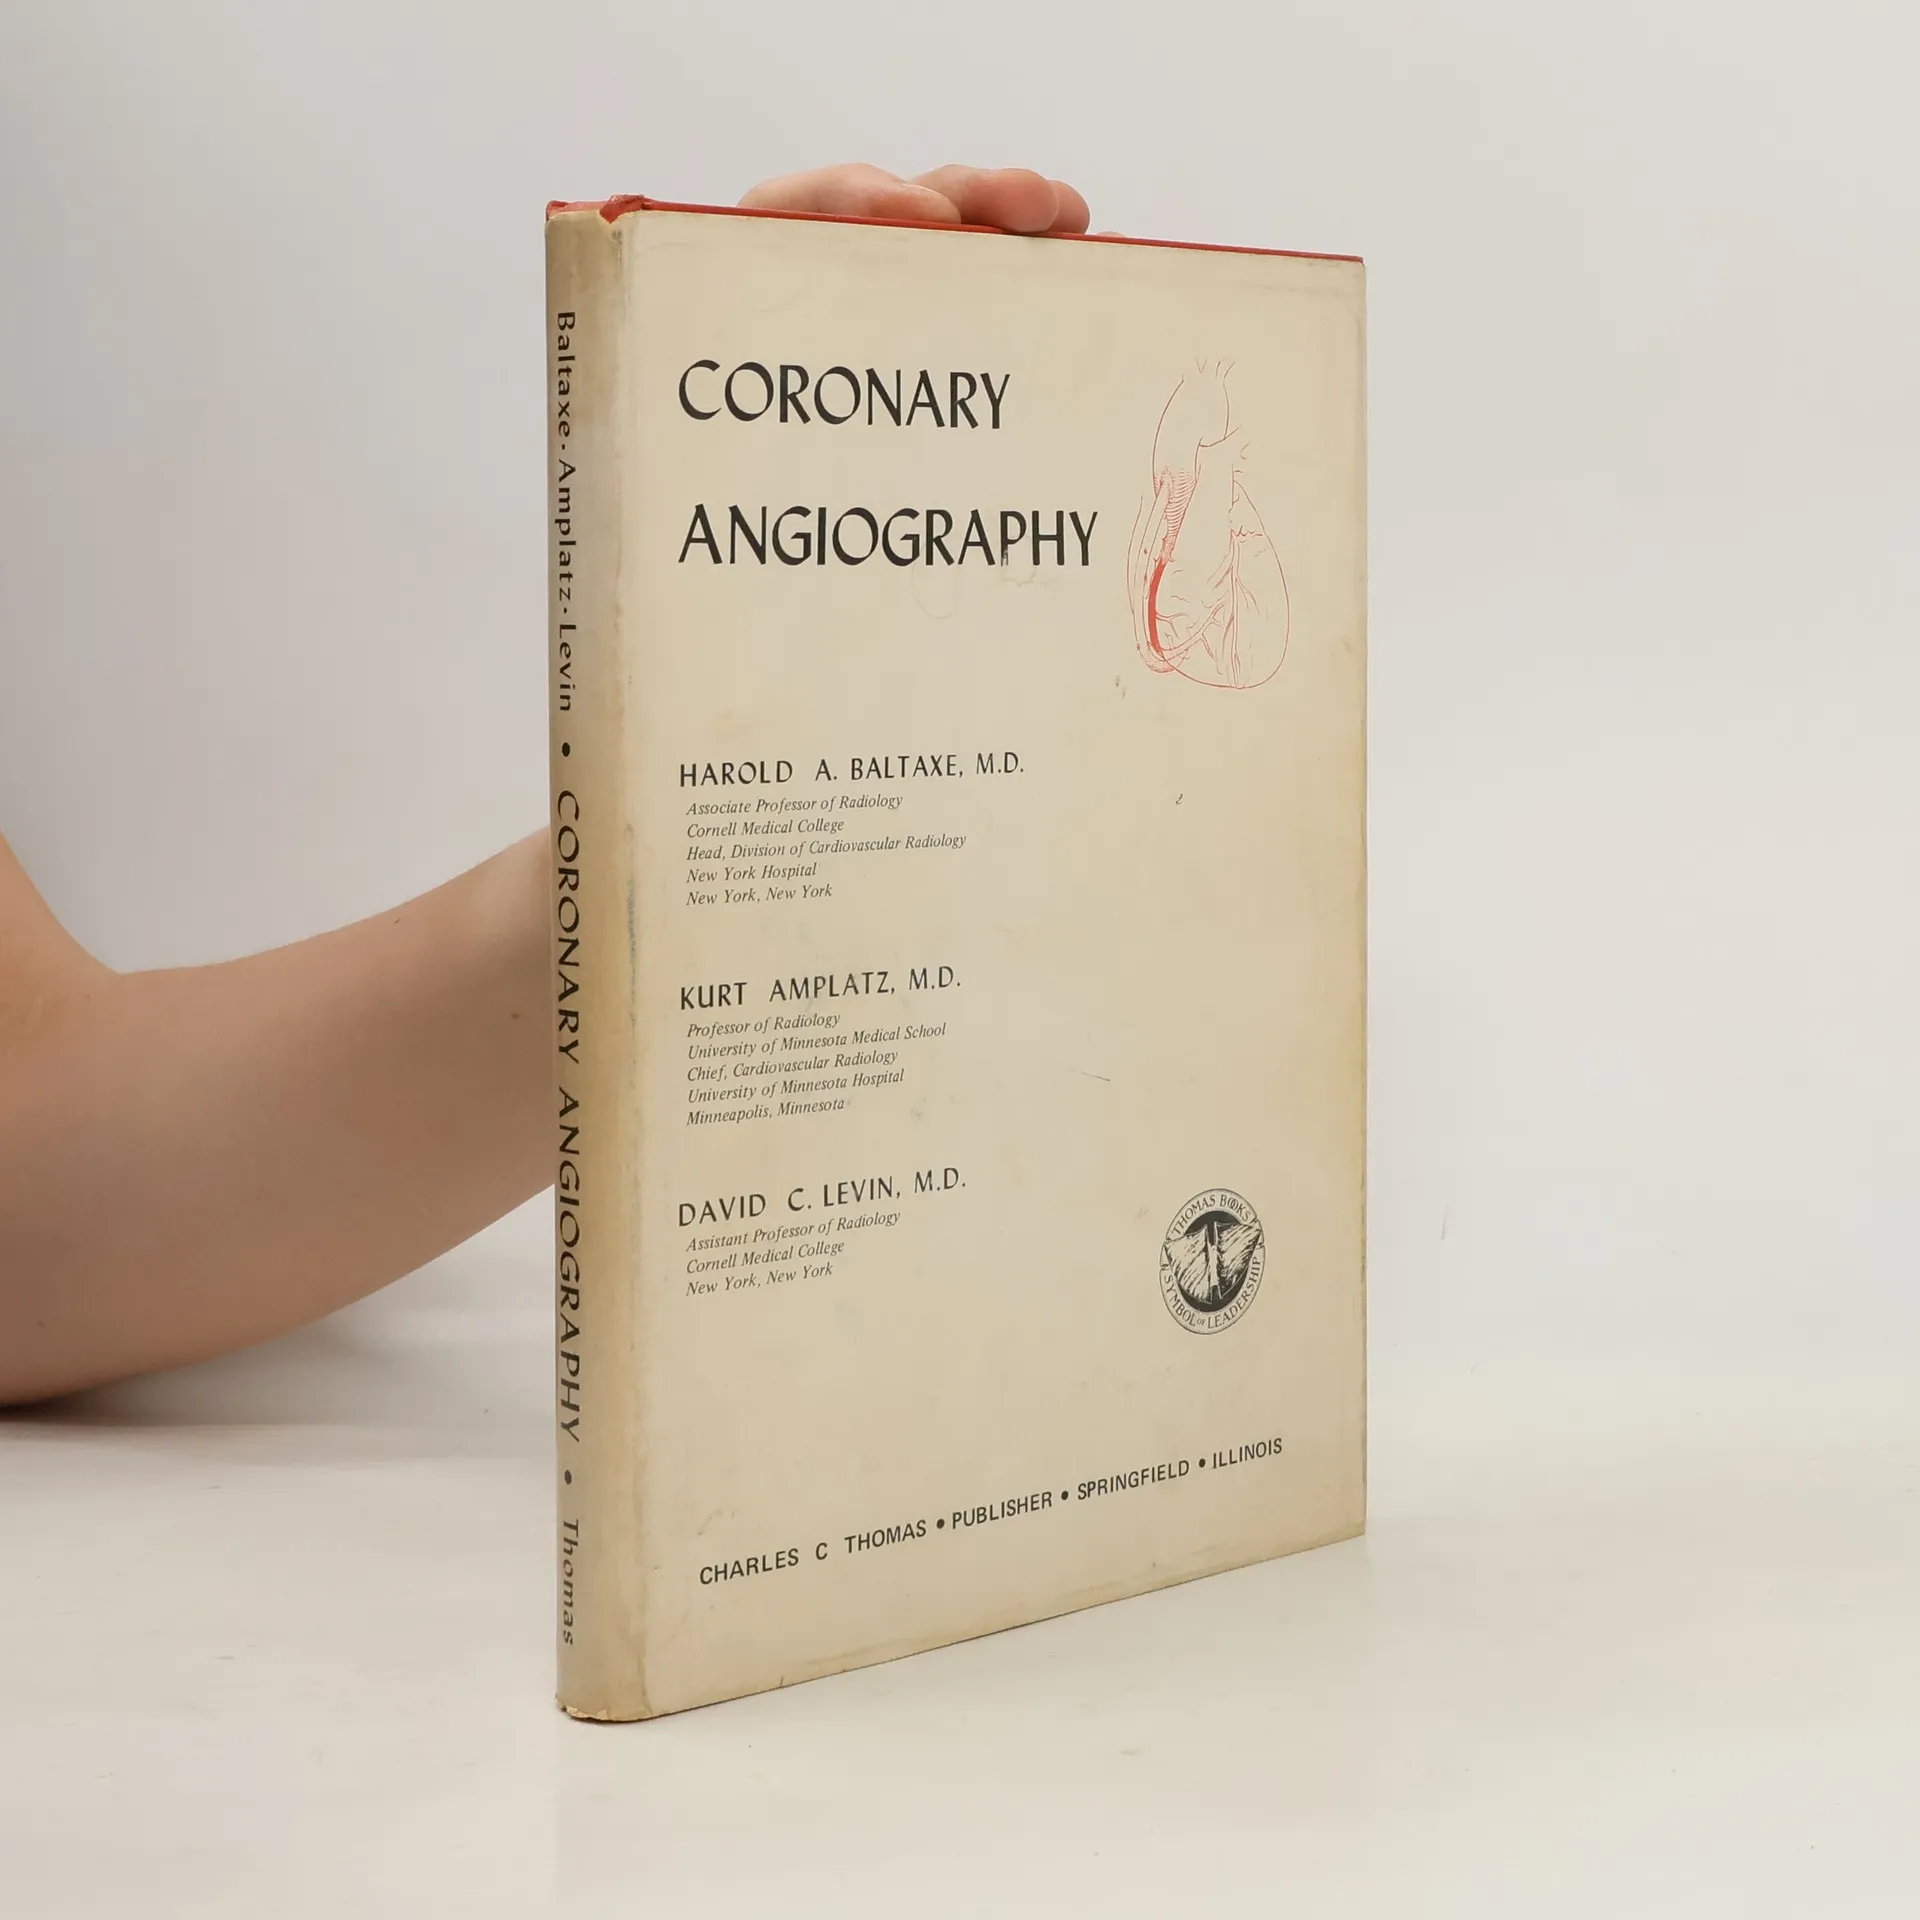 Baltaxe · Amplatz · Levin • CORONARY ANGIOGRAPHY • Thomas
CORONARY
ANGIOGRAPHY
HAROLD A. BALTAXE, M.D.
Associate Professor of Radiology
Cornell Medical College
Head, Division of Cardiovascular Radiology
New York Hospital
New York, New York
KURT AMPLATZ, M.D.
Professor of Radiology
University of Minnesota Medical School
Chief, Cardiovascular Radiology
University of Minnesota Hospital
Minneapolis, Minnesota
DAVID C. LEVIN, M.D.
Assistant Professor of Radiology
Cornell Medical College
New York, New York
THOMAS BOOKS
SYMBOL OF LEADERSHIP
CHARLES C THOMAS • PUBLISHER • SPRINGFIELD • ILLINOIS